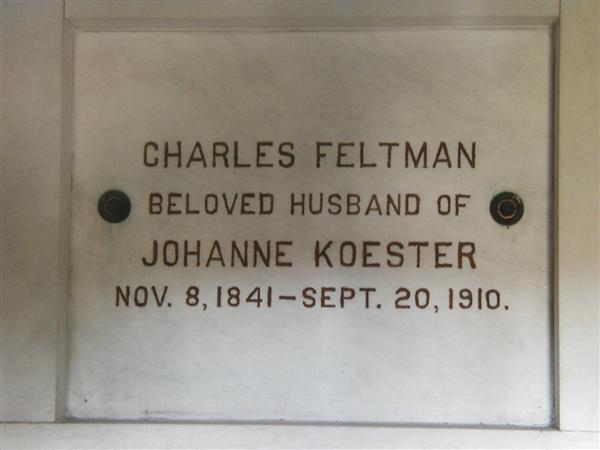 CHARLES FELTMAN
BELOVED HUSBAND OF
JOHANNE KOESTER
NOV. 8, 1841–SEPT. 20, 1910.